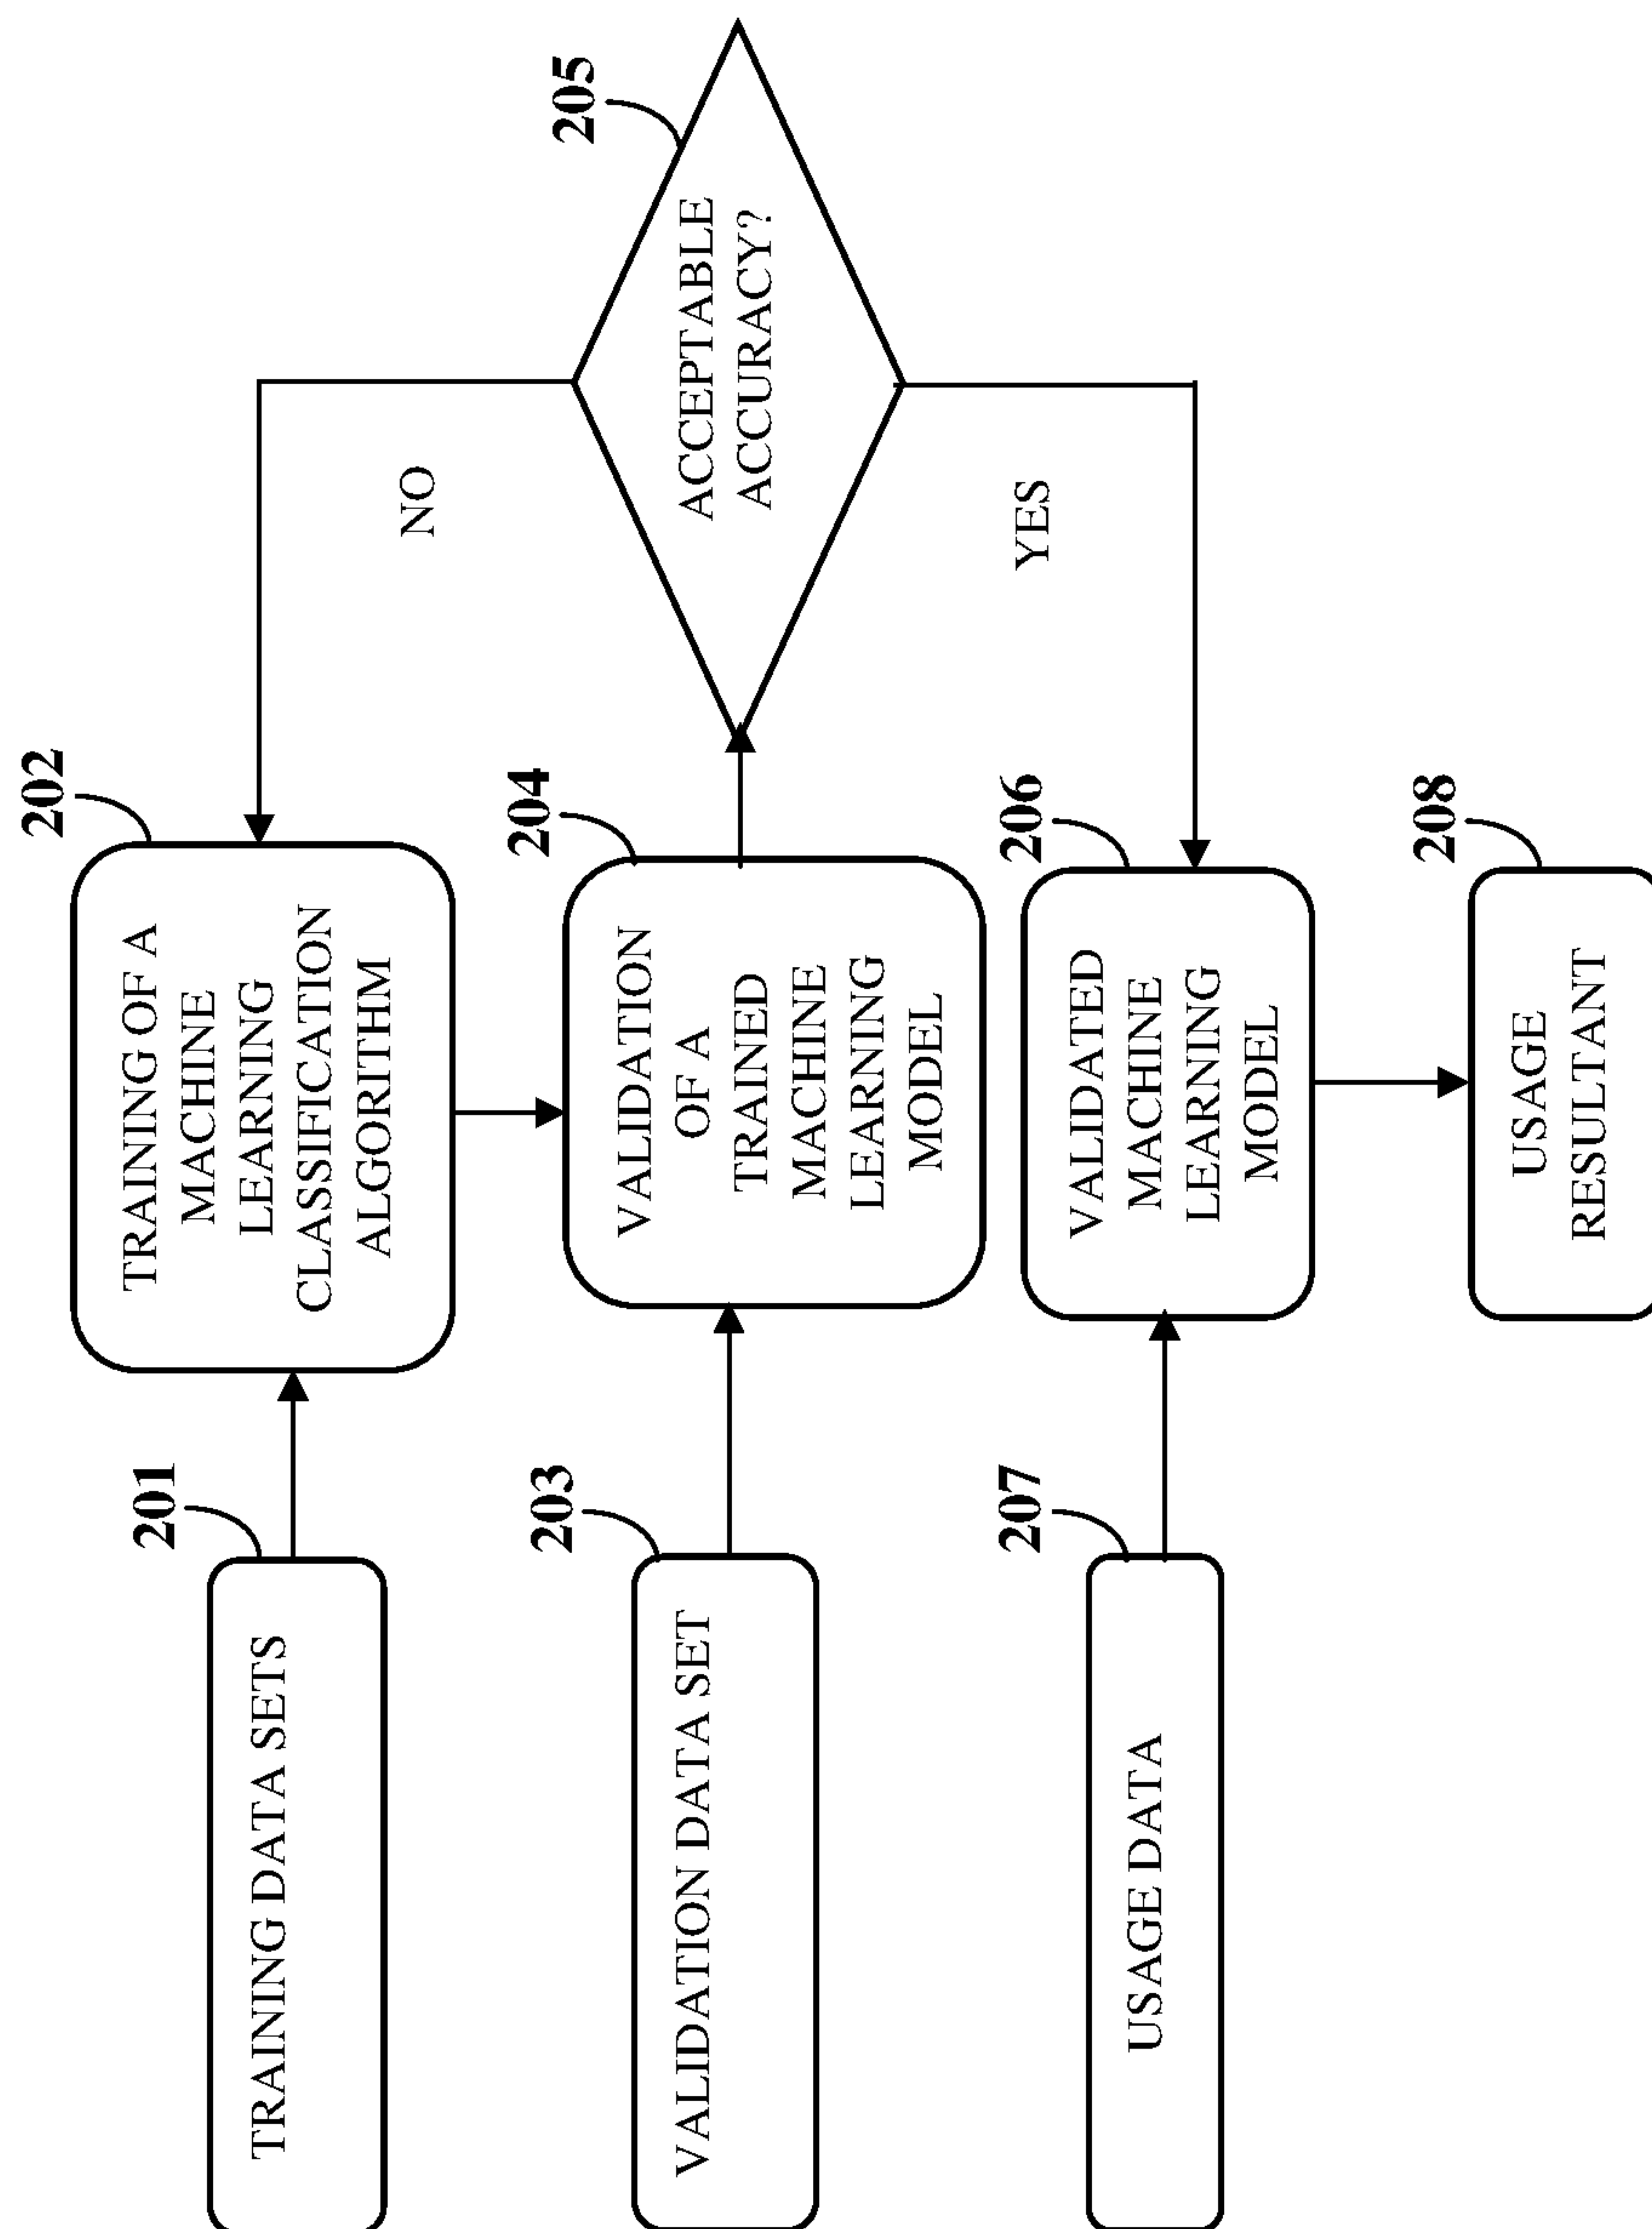 201
TRAINING DATA SETS
202
TRAINING OF A
MACHINE
LEARNING
CLASSIFICATION
ALGORITHM
NO
203
VALIDATION DATA SET
204
VALIDATION
OF A
TRAINED
MACHINE
LEARNING
MODEL
205
ACCEPTABLE
ACCURACY?
YES
207
USAGE DATA
206
VALIDATED
MACHINE
LEARNING
MODEL
208
USAGE
RESULTANT